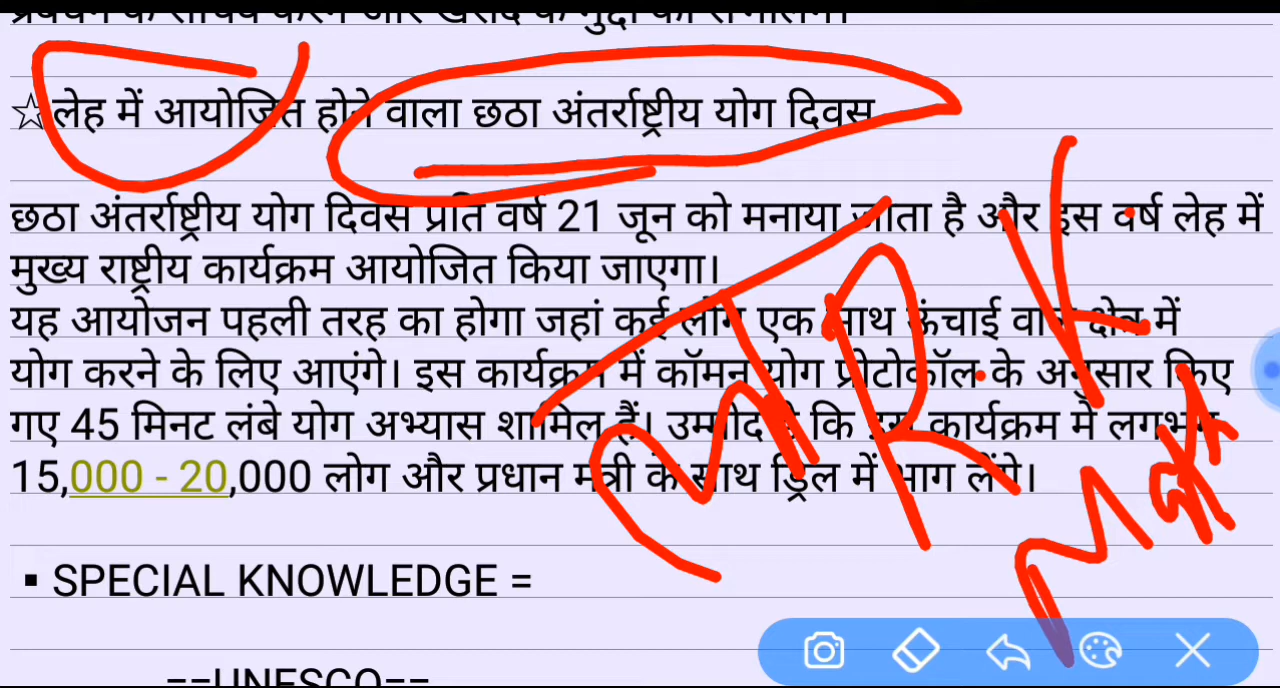 ☆लेह में आयोजित होने वाला छठा अंतर्राष्ट्रीय योग दिवस
छठा अंतर्राष्ट्रीय योग दिवस प्रति वर्ष 21 जून को मनाया जाता है और इस वर्ष लेह में
मुख्य राष्ट्रीय कार्यक्रम आयोजित किया जाएगा।
यह आयोजन पहली तरह का होगा जहां कई लोग एक साथ ऊंचाई वाले क्षेत्र में
योग करने के लिए आएंगे। इस कार्यक्रम में कॉमन योग प्रोटोकॉल के अनुसार किए
गए 45 मिनट लंबे योग अभ्यास शामिल हैं। उम्मीद है कि इस कार्यक्रम में लगभग
15,000 - 20,000 लोग और प्रधान मंत्री के साथ ड्रिल में भाग लेंगे।
▪ SPECIAL KNOWLEDGE =
==UNESCO==